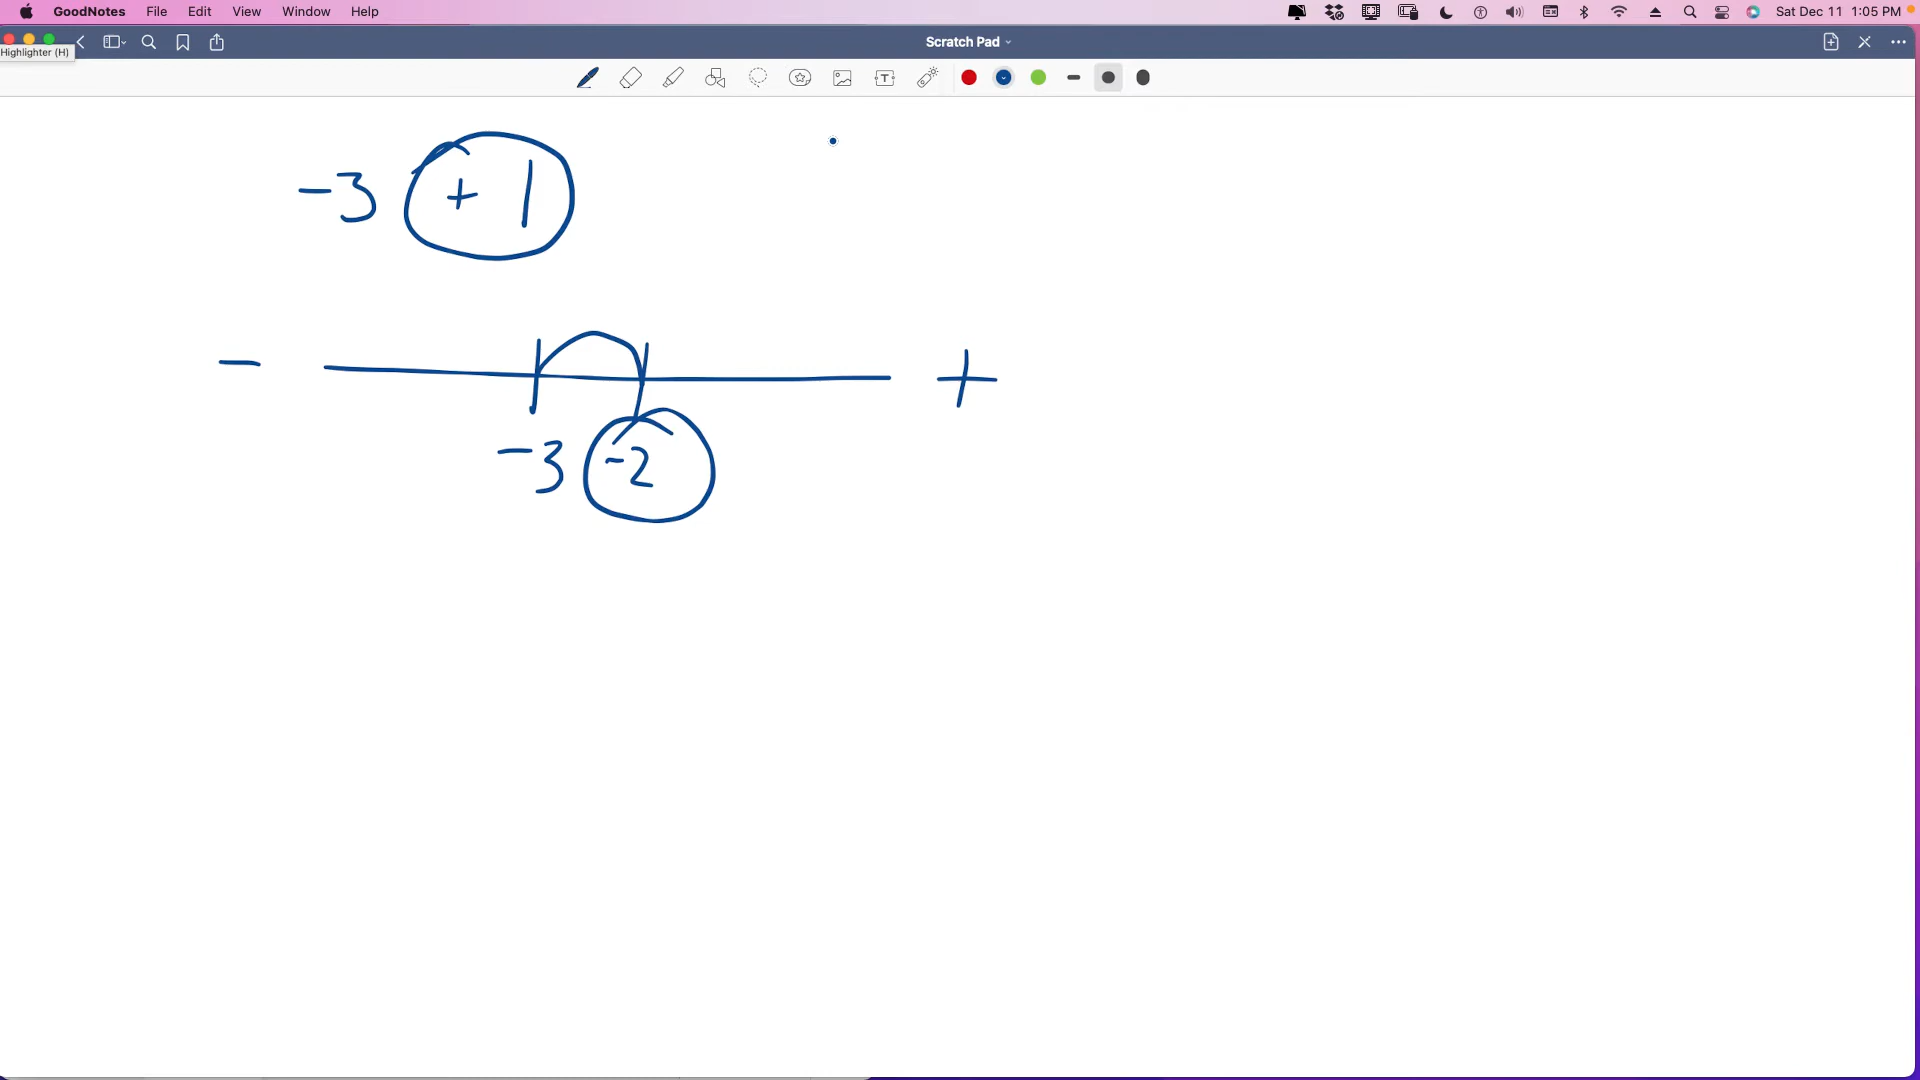 GoodNotes File Edit View Window Help Sat Dec 11 1:05 PM
Scratch Pad
Highlighter (H)
T
-3 + 1
- +
-3 -2